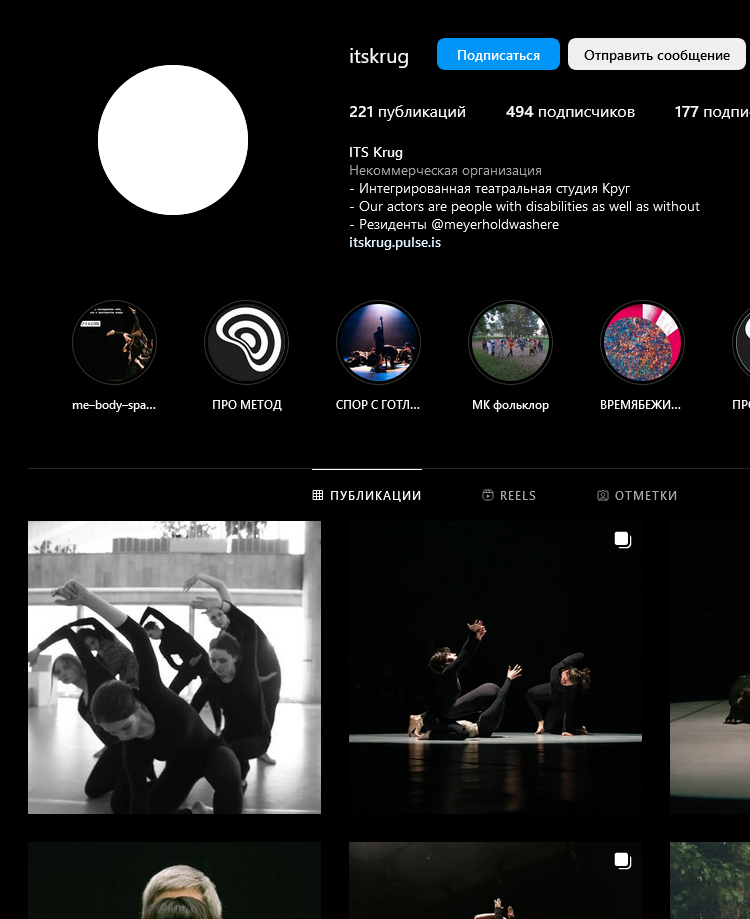 itskrug
Подписаться
Отправить сообщение
221 публикаций 494 подписчиков 177
ITS Krug
Некоммерческая организация
- Интегрированная театральная студия Круг
- Our actors are people with disabilities as well as without
- Резиденты @meyerholdwashere
itskrug.pulse.is
me–body–spa... ПРО МЕТОД СПОР С ГОТЛ... МК фольклор ВРЕМЯБЕЖИ...
ПУБЛИКАЦИИ REELS ОТМЕТКИ